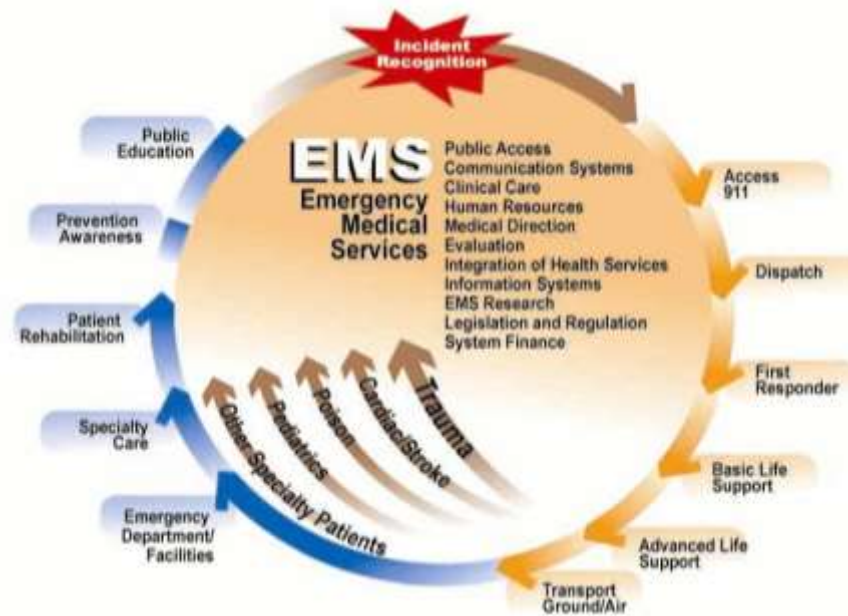 Incident
Recognition
EMS
Emergency
Medical
Services
Public Access
Communication Systems
Clinical Care
Human Resources
Medical Direction
Evaluation
Integration of Health Services
Information Systems
EMS Research
Legislation and Regulation
System Finance
Access
911
Dispatch
First
Responder
Basic Life
Support
Advanced Life
Support
Transport
Ground/Air
Emergency
Department/
Facilities
Specialty
Care
Patient
Rehabilitation
Prevention
Awareness
Public
Education
Other Specialty Patients
Pediatrics
Poison
Cardiac/Stroke
Trauma